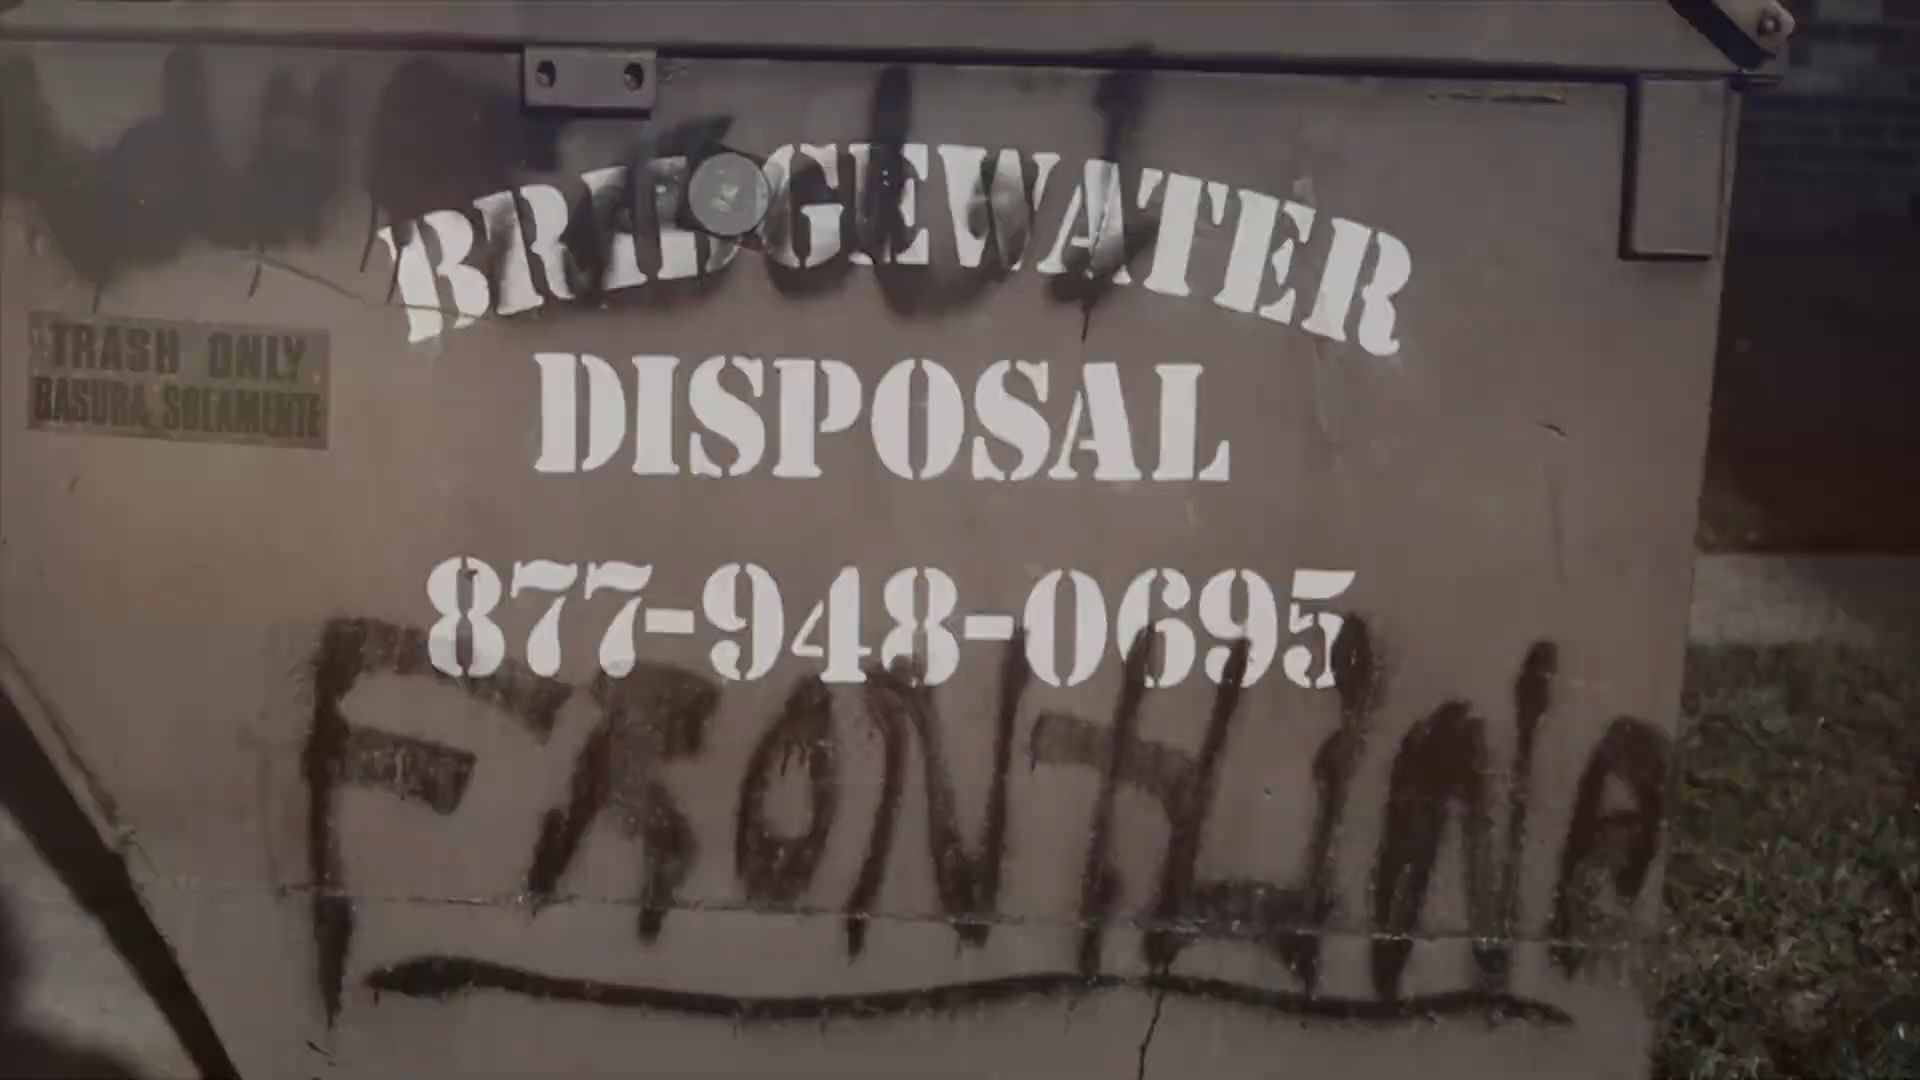 BRIDGEWATER
TRASH ONLY
BASURA SOLAMENTE
DISPOSAL
877-948-0695
FRONTLINE